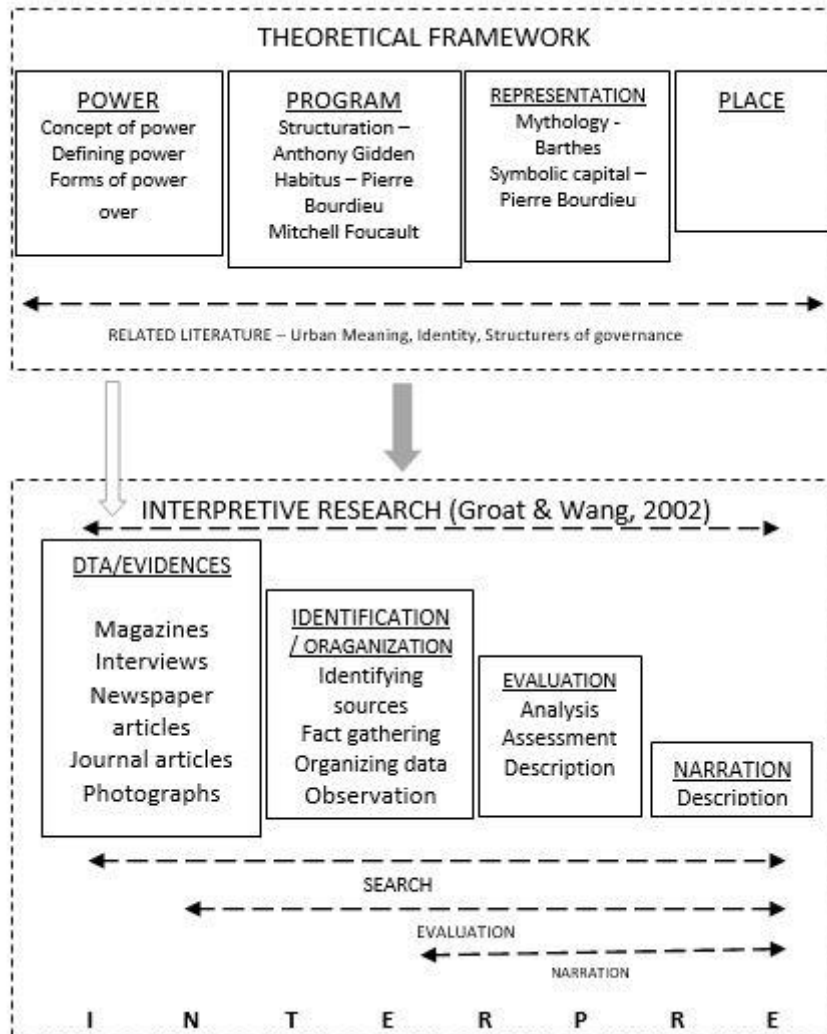 THEORETICAL FRAMEWORK
POWER
Concept of power
Defining power
Forms of power
over
PROGRAM
Structuration –
Anthony Gidden
Habitus – Pierre
Bourdieu
Mitchell Foucault
REPRESENTATION
Mythology -
Barthes
Symbolic capital –
Pierre Bourdieu
PLACE
RELATED LITERATURE – Urban Meaning, Identity, Structurers of governance
INTERPRETIVE RESEARCH (Groat & Wang, 2002)
DTA/EVIDENCES
Magazines
Interviews
Newspaper
articles
Journal articles
Photographs
IDENTIFICATION
/ ORAGANIZATION
Identifying
sources
Fact gathering
Organizing data
Observation
EVALUATION
Analysis
Assessment
Description
NARRATION
Description
SEARCH
EVALUATION
NARRATION
I N T E R P R E